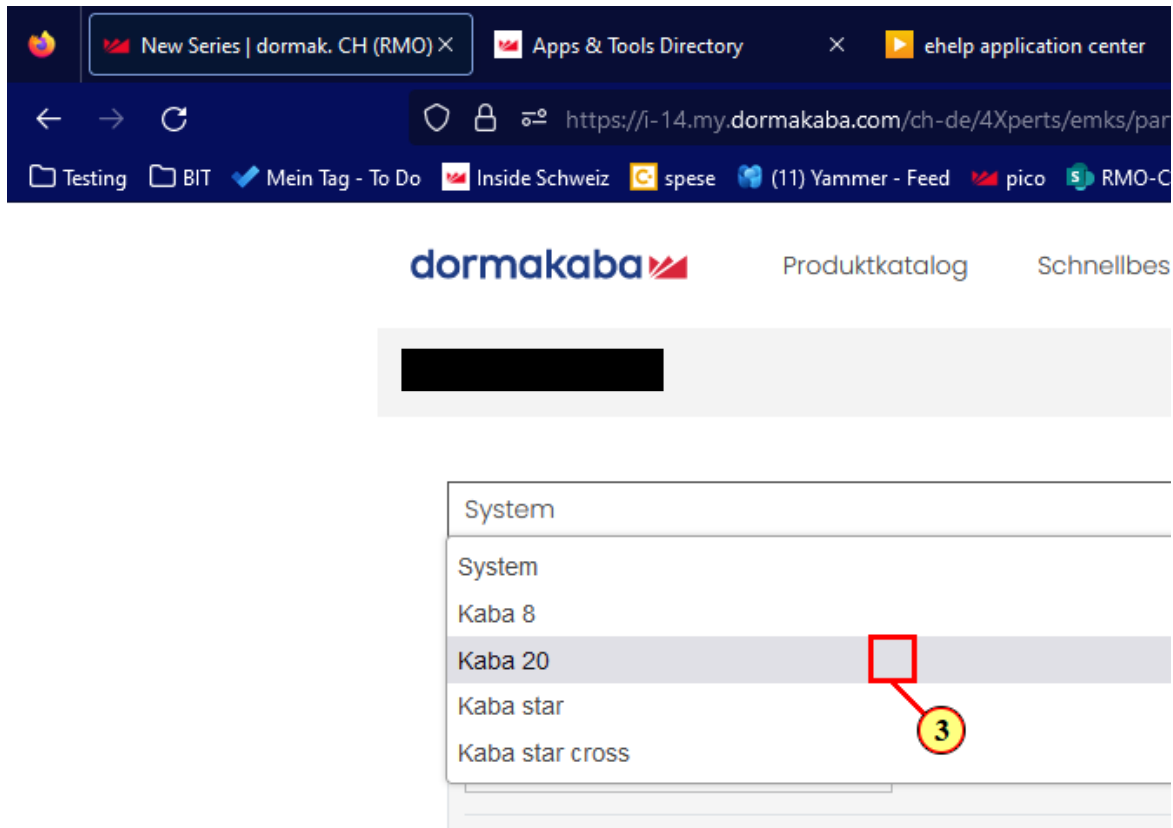 New Series | dormak. CH (RMO) Apps & Tools Directory ehelp application center
https://i-14.my.dormakaba.com/ch-de/4Xperts/emks/par
Testing BIT Mein Tag - To Do Inside Schweiz C spese (11) Yammer - Feed pico S RMO-C
dormakaba Produktkatalog Schnellbes
System
System
Kaba 8
Kaba 20
Kaba star
3
Kaba star cross